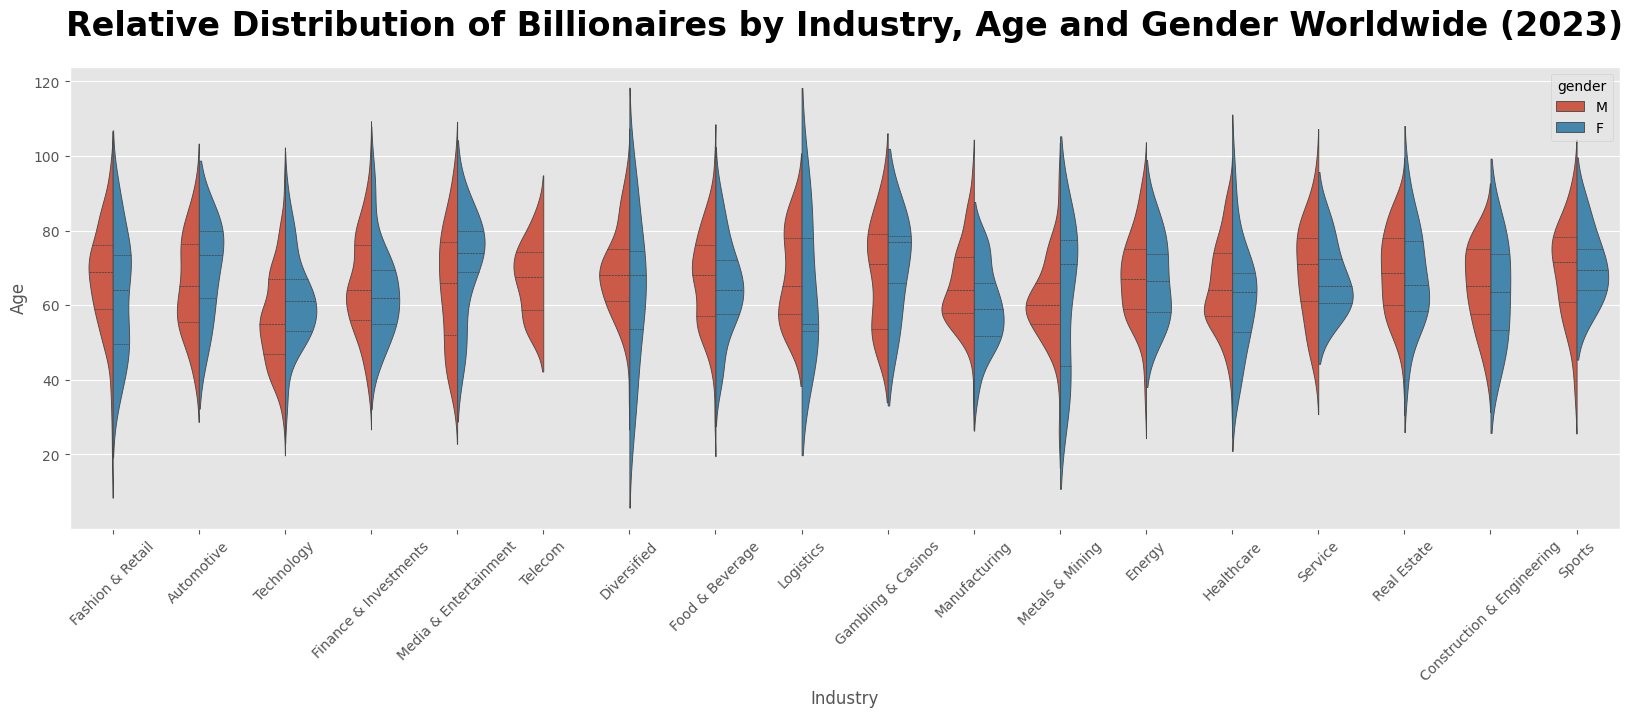 Relative Distribution of Billionaires by Industry, Age and Gender Worldwide (2023)
gender
M
F
Age
120
100
80
60
40
20
Fashion & Retail
Automotive
Technology
Finance & Investments
Media & Entertainment
Telecom
Diversified
Food & Beverage
Logistics
Gambling & Casinos
Manufacturing
Metals & Mining
Energy
Healthcare
Service
Real Estate
Construction & Engineering
Sports
Industry